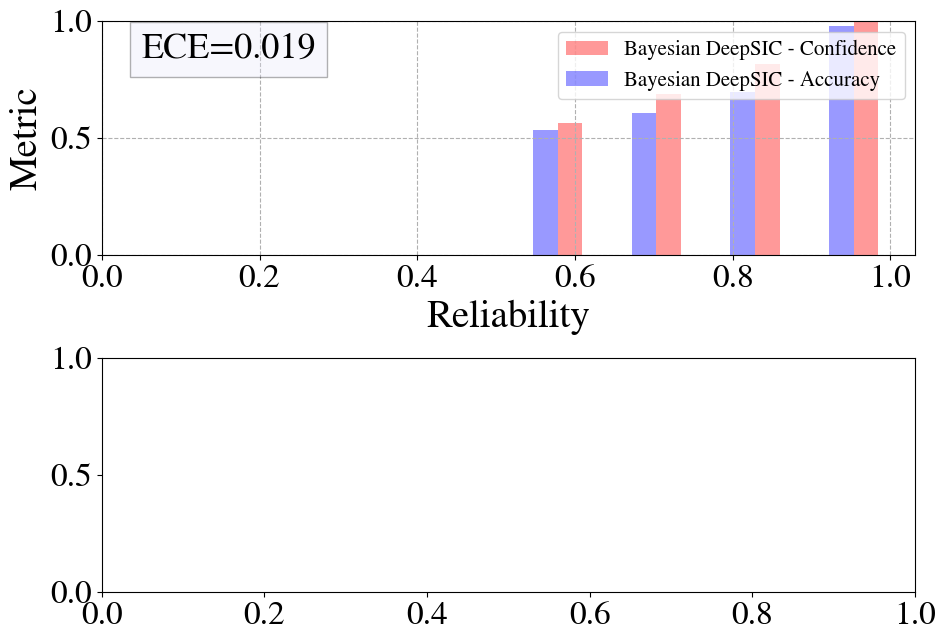 1.0
ECE=0.019
Bayesian DeepSIC - Confidence
Bayesian DeepSIC - Accuracy
Metric
0.5
0.0
0.0 0.2 0.4 0.6 0.8 1.0
Reliability
1.0
0.5
0.0
0.0 0.2 0.4 0.6 0.8 1.0